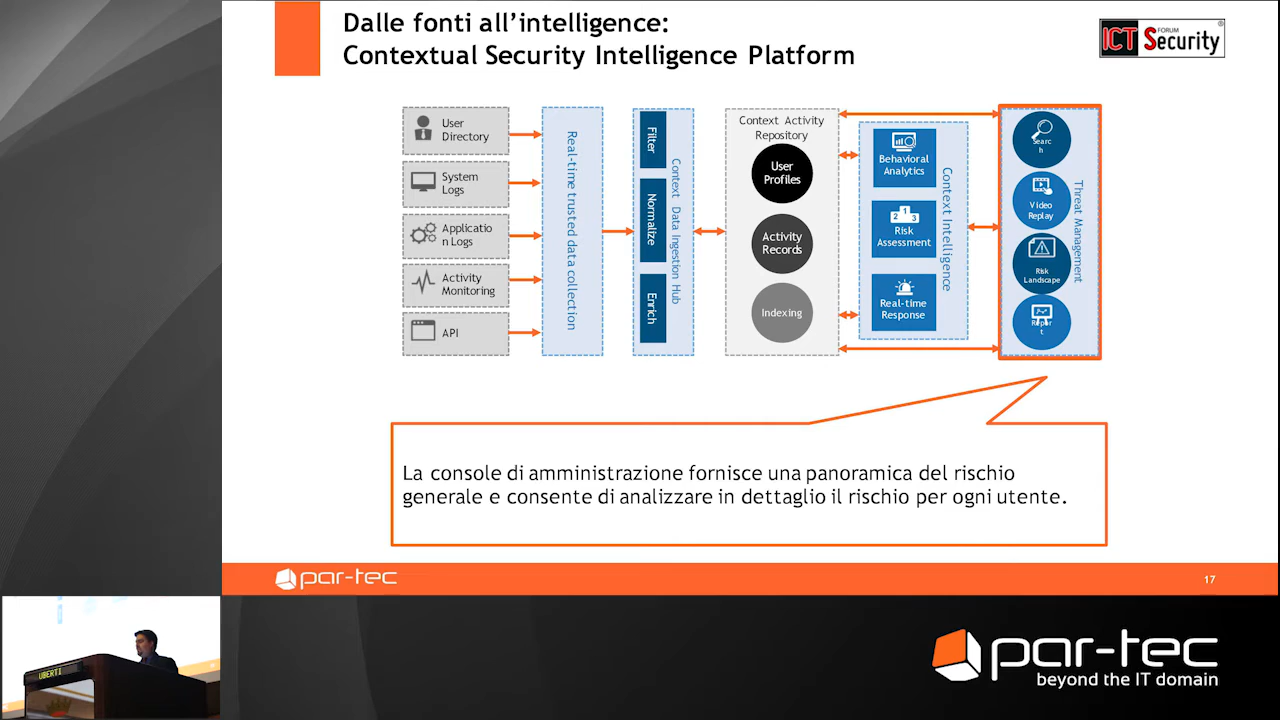 Dalle fonti all'intelligence:
Contextual Security Intelligence Platform
ICT
FORUM
Security
®
User
Directory
System
Logs
Applicatio
n Logs
Activity
Monitoring
API
Real-time trusted data collection
Filter
Normalize
Enrich
Context Data Ingestion Hub
Context Activity
Repository
User
Profiles
Activity
Records
Indexing
Behavioral
Analytics
Risk
Assessment
Real-time
Response
Context Intelligence
Searc
h
Video
Replay
Risk
Landscape
Repor
t
Threat Management
La console di amministrazione fornisce una panoramica del rischio
generale e consente di analizzare in dettaglio il rischio per ogni utente.
par-tec
17
UBERTI
par-tec
beyond the IT domain